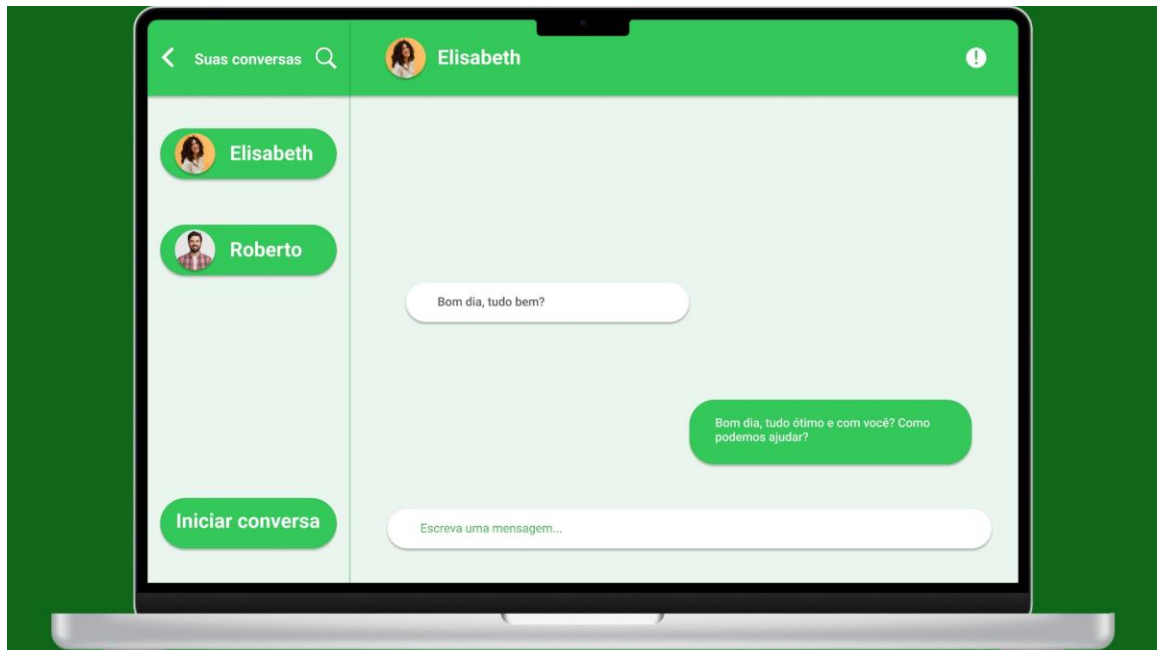 Suas conversas
Elisabeth
Elisabeth
Roberto
Bom dia, tudo bem?
Bom dia, tudo ótimo e com você? Como
podemos ajudar?
Iniciar conversa
Escreva uma mensagem...